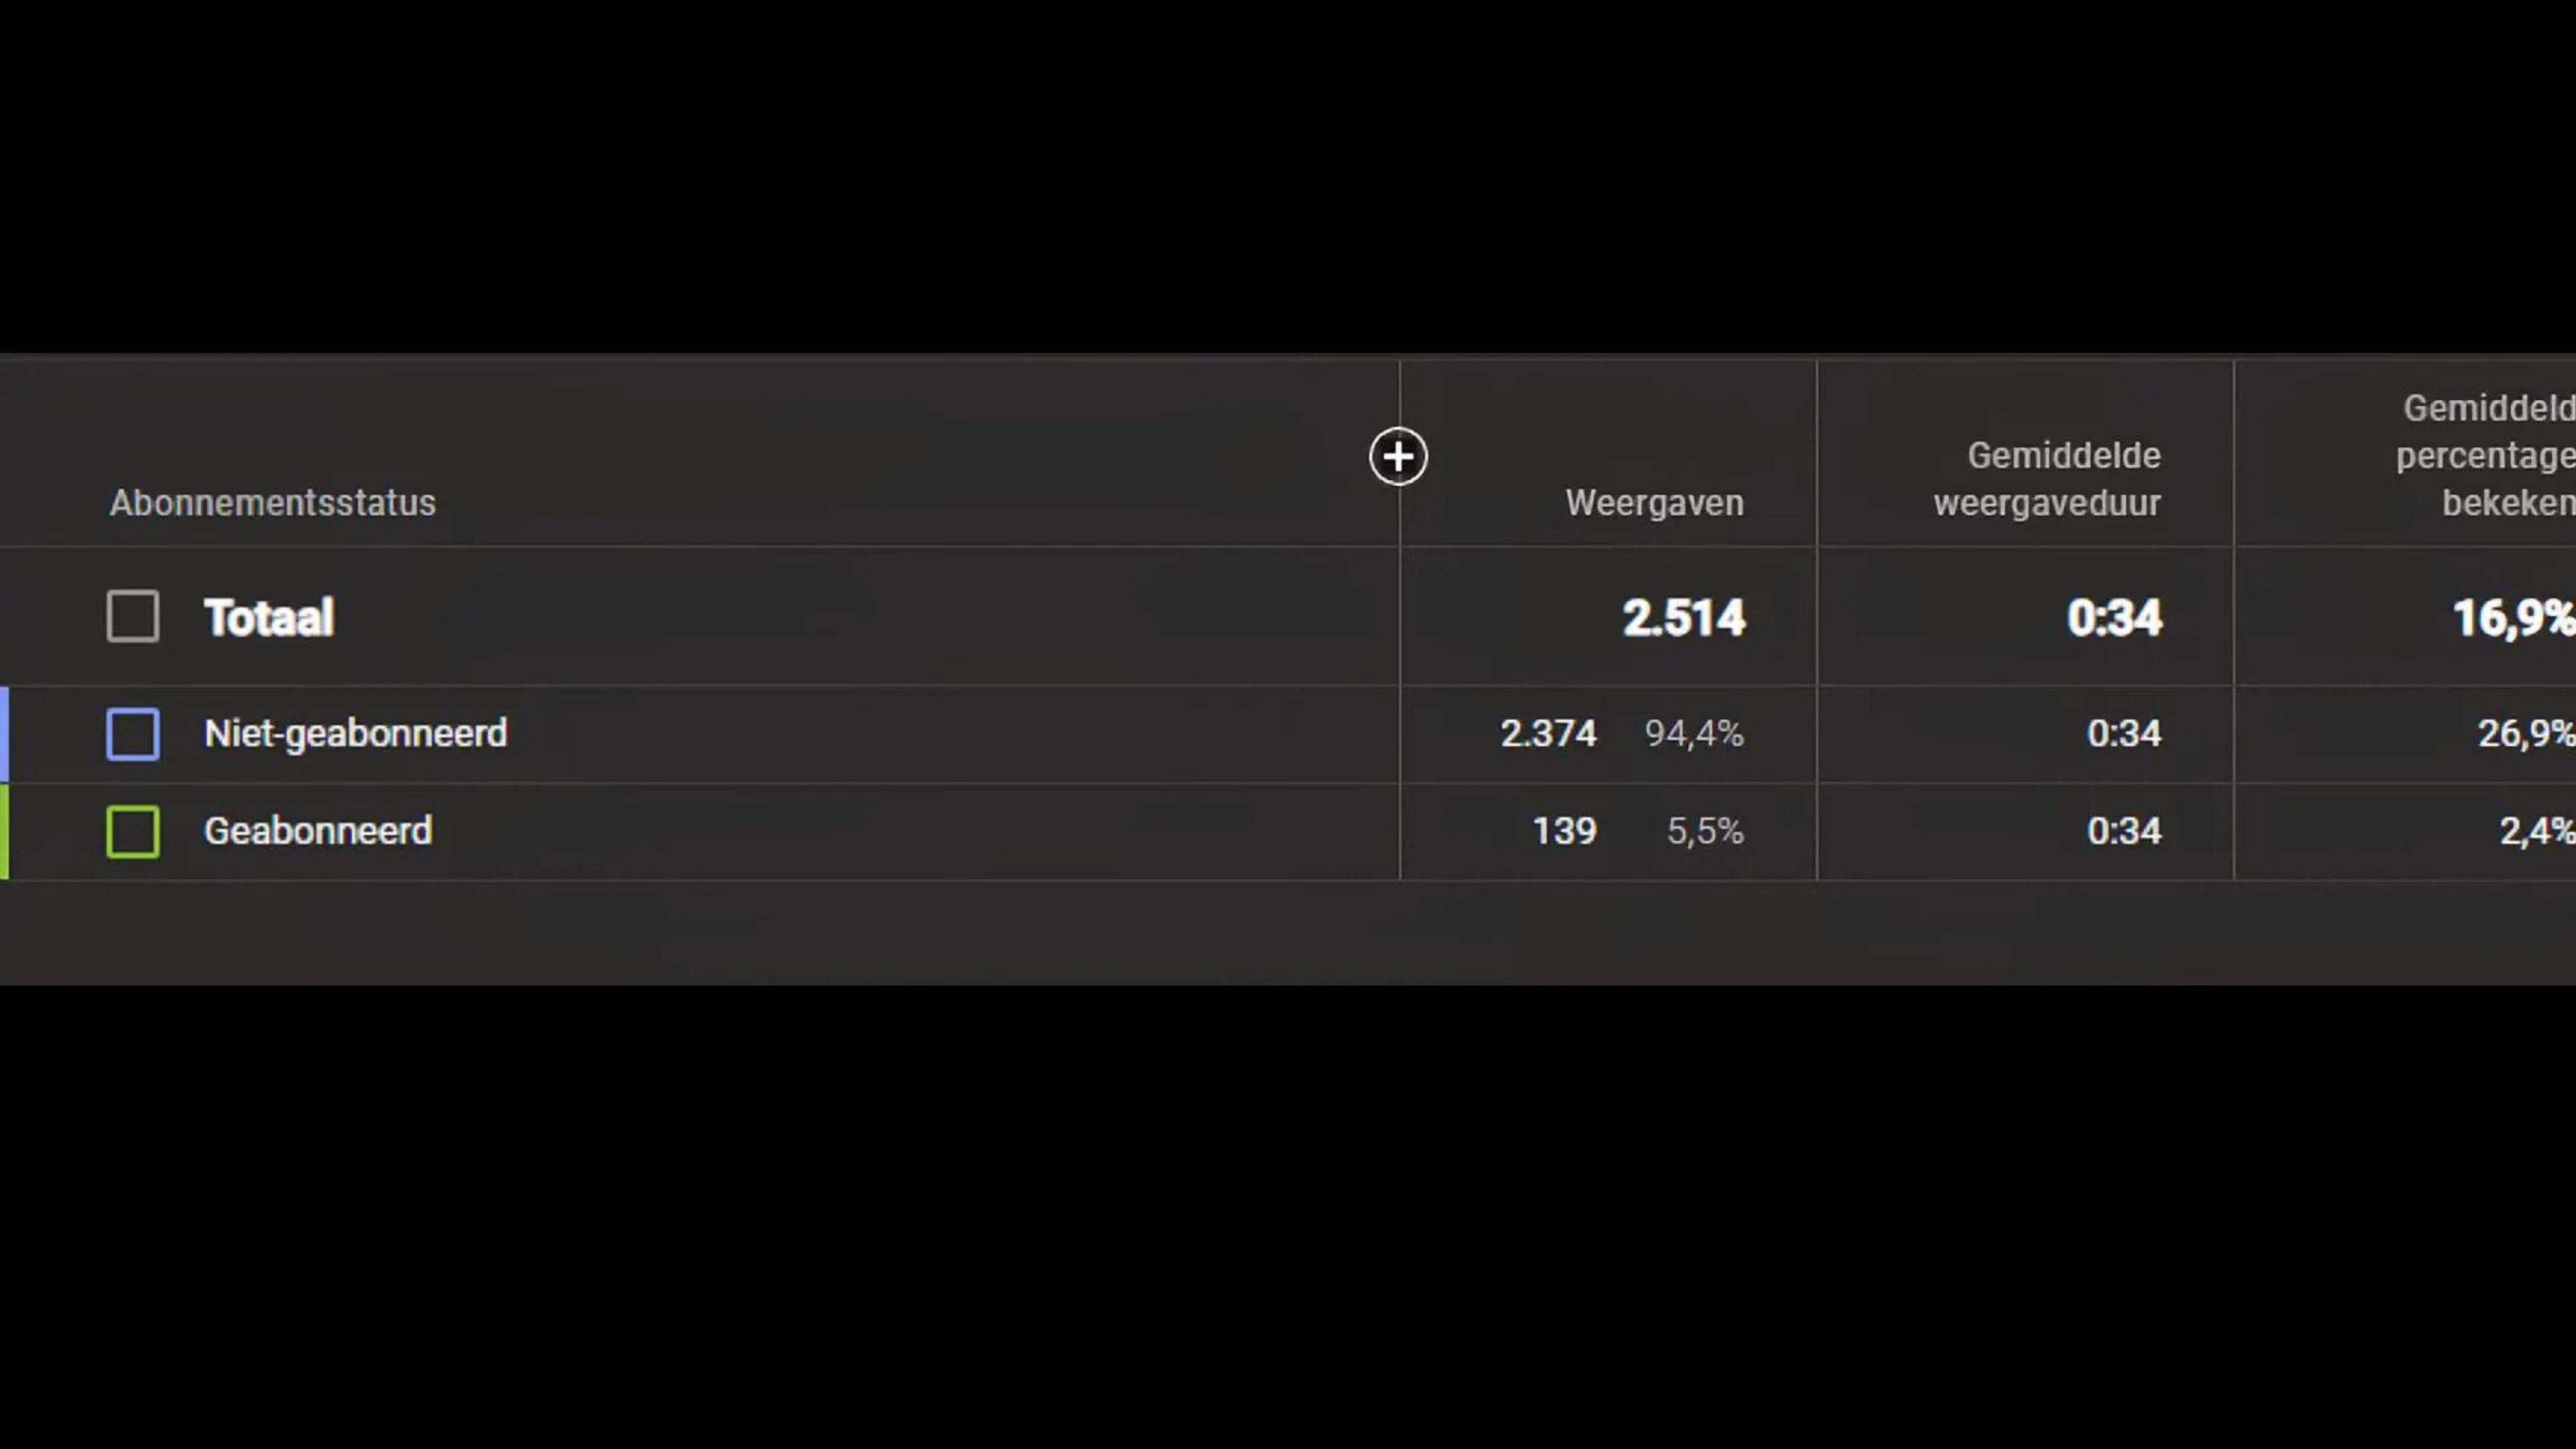 Abonnementsstatus
Weergaven
Gemiddelde
weergaveduur
Gemiddeld
percentage
bekeken
Totaal 2.514 0:34 16,9%
Niet-geabonneerd 2.374 94,4% 0:34 26,9%
Geabonneerd 139 5,5% 0:34 2,4%